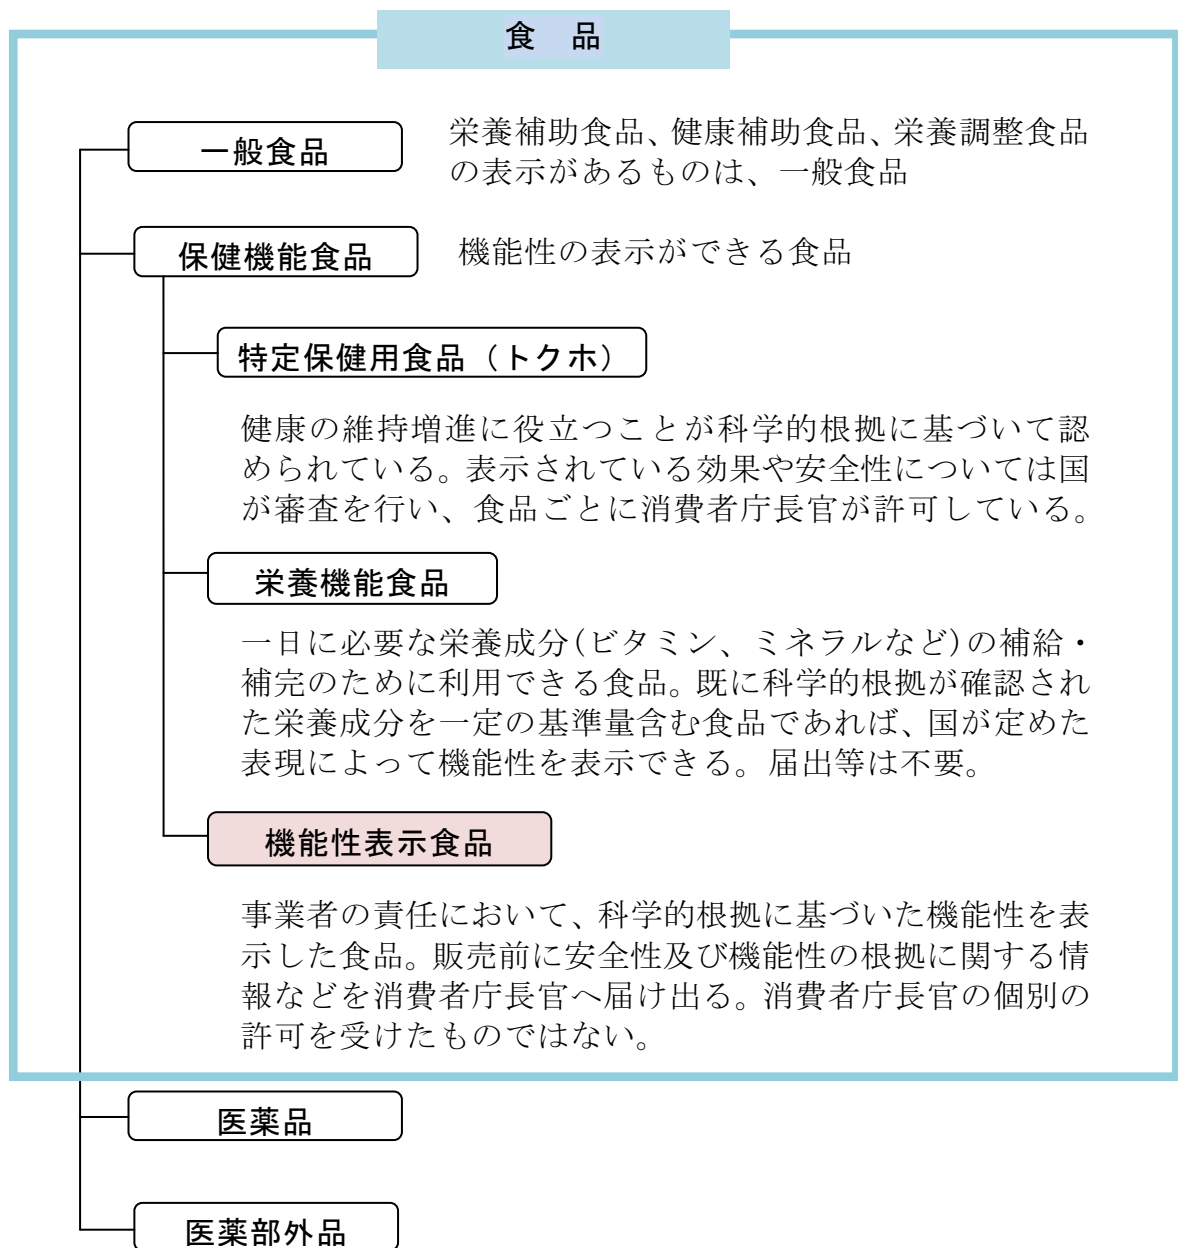 食　品
一般食品
栄養補助食品、健康補助食品、栄養調整食品
の表示があるものは、一般食品
保健機能食品
機能性の表示ができる食品
特定保健用食品（トクホ）
健康の維持増進に役立つことが科学的根拠に基づいて認
められている。表示されている効果や安全性については国
が審査を行い、食品ごとに消費者庁長官が許可している。
栄養機能食品
一日に必要な栄養成分(ビタミン、ミネラルなど)の補給・
補完のために利用できる食品。既に科学的根拠が確認され
た栄養成分を一定の基準量含む食品であれば、国が定めた
表現によって機能性を表示できる。届出等は不要。
機能性表示食品
事業者の責任において、科学的根拠に基づいた機能性を表
示した食品。販売前に安全性及び機能性の根拠に関する情
報などを消費者庁長官へ届け出る。消費者庁長官の個別の
許可を受けたものではない。
医薬品
医薬部外品